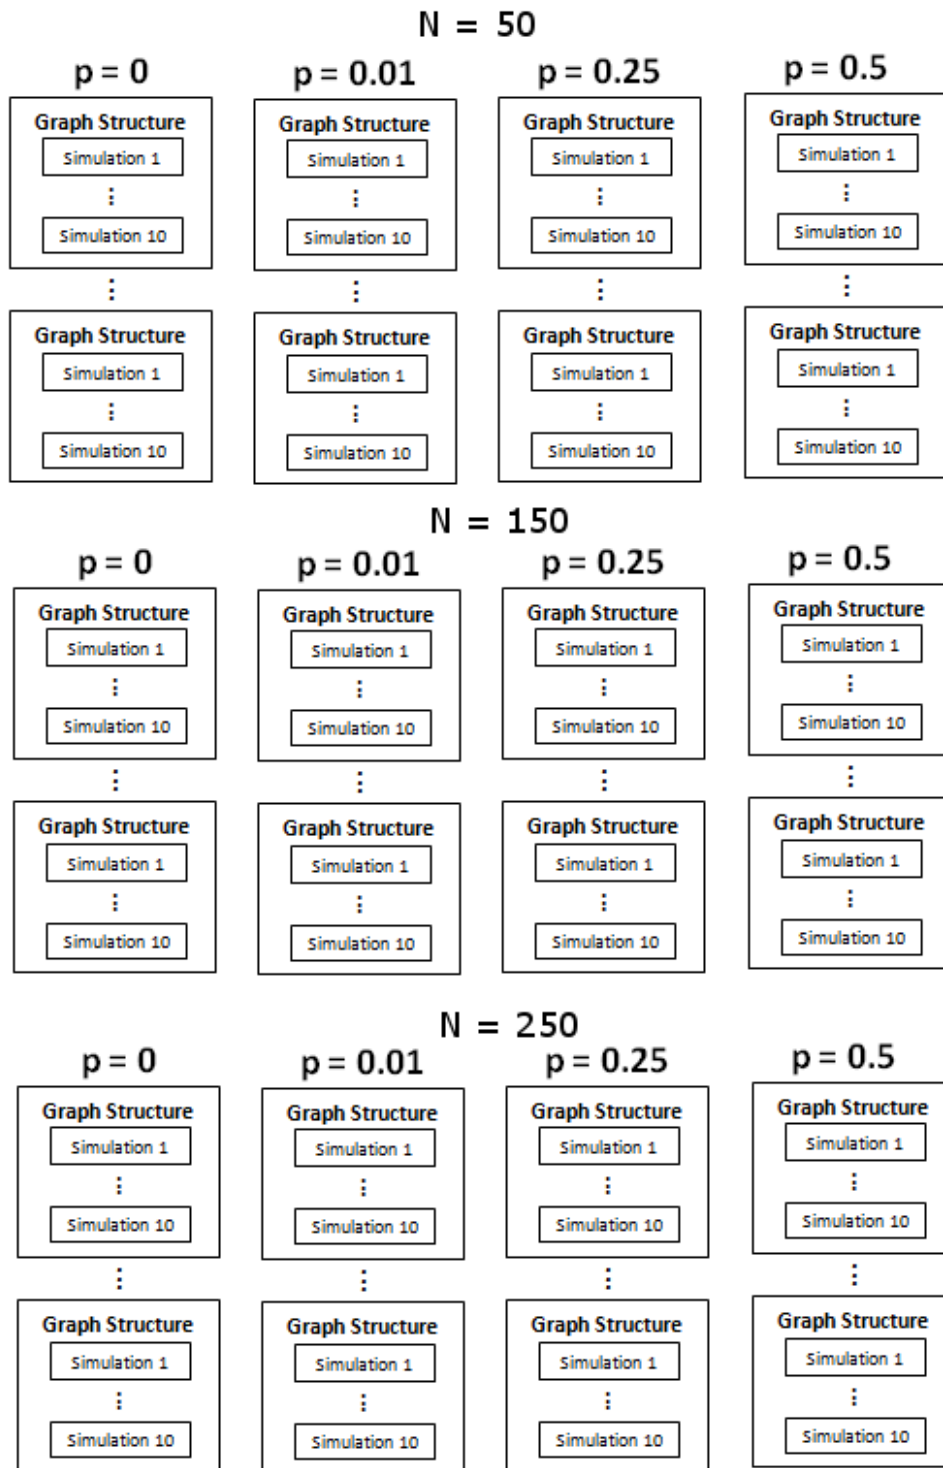 N = 50
p = 0
Graph Structure
Simulation 1
⋮
Simulation 10
⋮
Graph Structure
Simulation 1
⋮
Simulation 10
p = 0.01
Graph Structure
Simulation 1
⋮
Simulation 10
⋮
Graph Structure
Simulation 1
⋮
Simulation 10
p = 0.25
Graph Structure
Simulation 1
⋮
Simulation 10
⋮
Graph Structure
Simulation 1
⋮
Simulation 10
p = 0.5
Graph Structure
Simulation 1
⋮
Simulation 10
⋮
Graph Structure
Simulation 1
⋮
Simulation 10
N = 150
p = 0
Graph Structure
Simulation 1
⋮
Simulation 10
⋮
Graph Structure
Simulation 1
⋮
Simulation 10
p = 0.01
Graph Structure
Simulation 1
⋮
Simulation 10
⋮
Graph Structure
Simulation 1
⋮
Simulation 10
p = 0.25
Graph Structure
Simulation 1
⋮
Simulation 10
⋮
Graph Structure
Simulation 1
⋮
Simulation 10
p = 0.5
Graph Structure
Simulation 1
⋮
Simulation 10
⋮
Graph Structure
Simulation 1
⋮
Simulation 10
N = 250
p = 0
Graph Structure
Simulation 1
⋮
Simulation 10
⋮
Graph Structure
Simulation 1
⋮
Simulation 10
p = 0.01
Graph Structure
Simulation 1
⋮
Simulation 10
⋮
Graph Structure
Simulation 1
⋮
Simulation 10
p = 0.25
Graph Structure
Simulation 1
⋮
Simulation 10
⋮
Graph Structure
Simulation 1
⋮
Simulation 10
p = 0.5
Graph Structure
Simulation 1
⋮
Simulation 10
⋮
Graph Structure
Simulation 1
⋮
Simulation 10